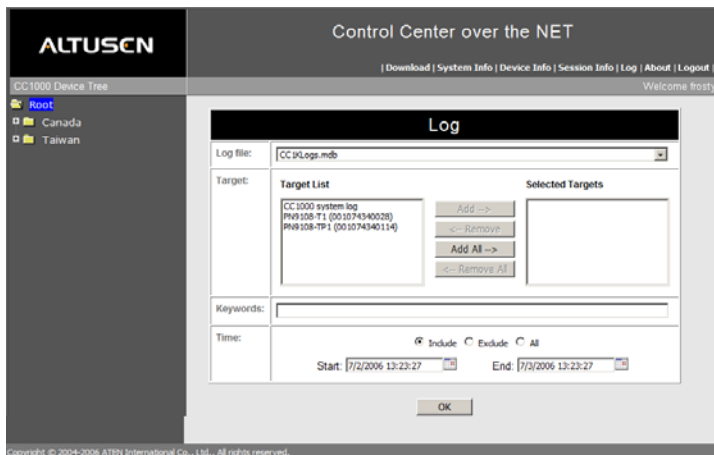 ALTUSEN
Control Center over the NET
| Download | System Info | Device Info | Session Info | Log | About | Logout |
CC1000 Device Tree
Welcome frosty
Root
Canada
Taiwan
Log
Log file:
CC1KLogs.mdb
Target:
Target List
Selected Targets
CC1000 system log
PN9108-T1 (001074340028)
PN9108-TP1 (001074340114)
Add -->
<-- Remove
Add All -->
<-- Remove All
Keywords:
Time:
Include Exclude All
Start: 7/2/2006 13:23:27 End: 7/3/2006 13:23:27
OK
Copyright © 2004-2006 ATEN International Co., Ltd.. All rights reserved.